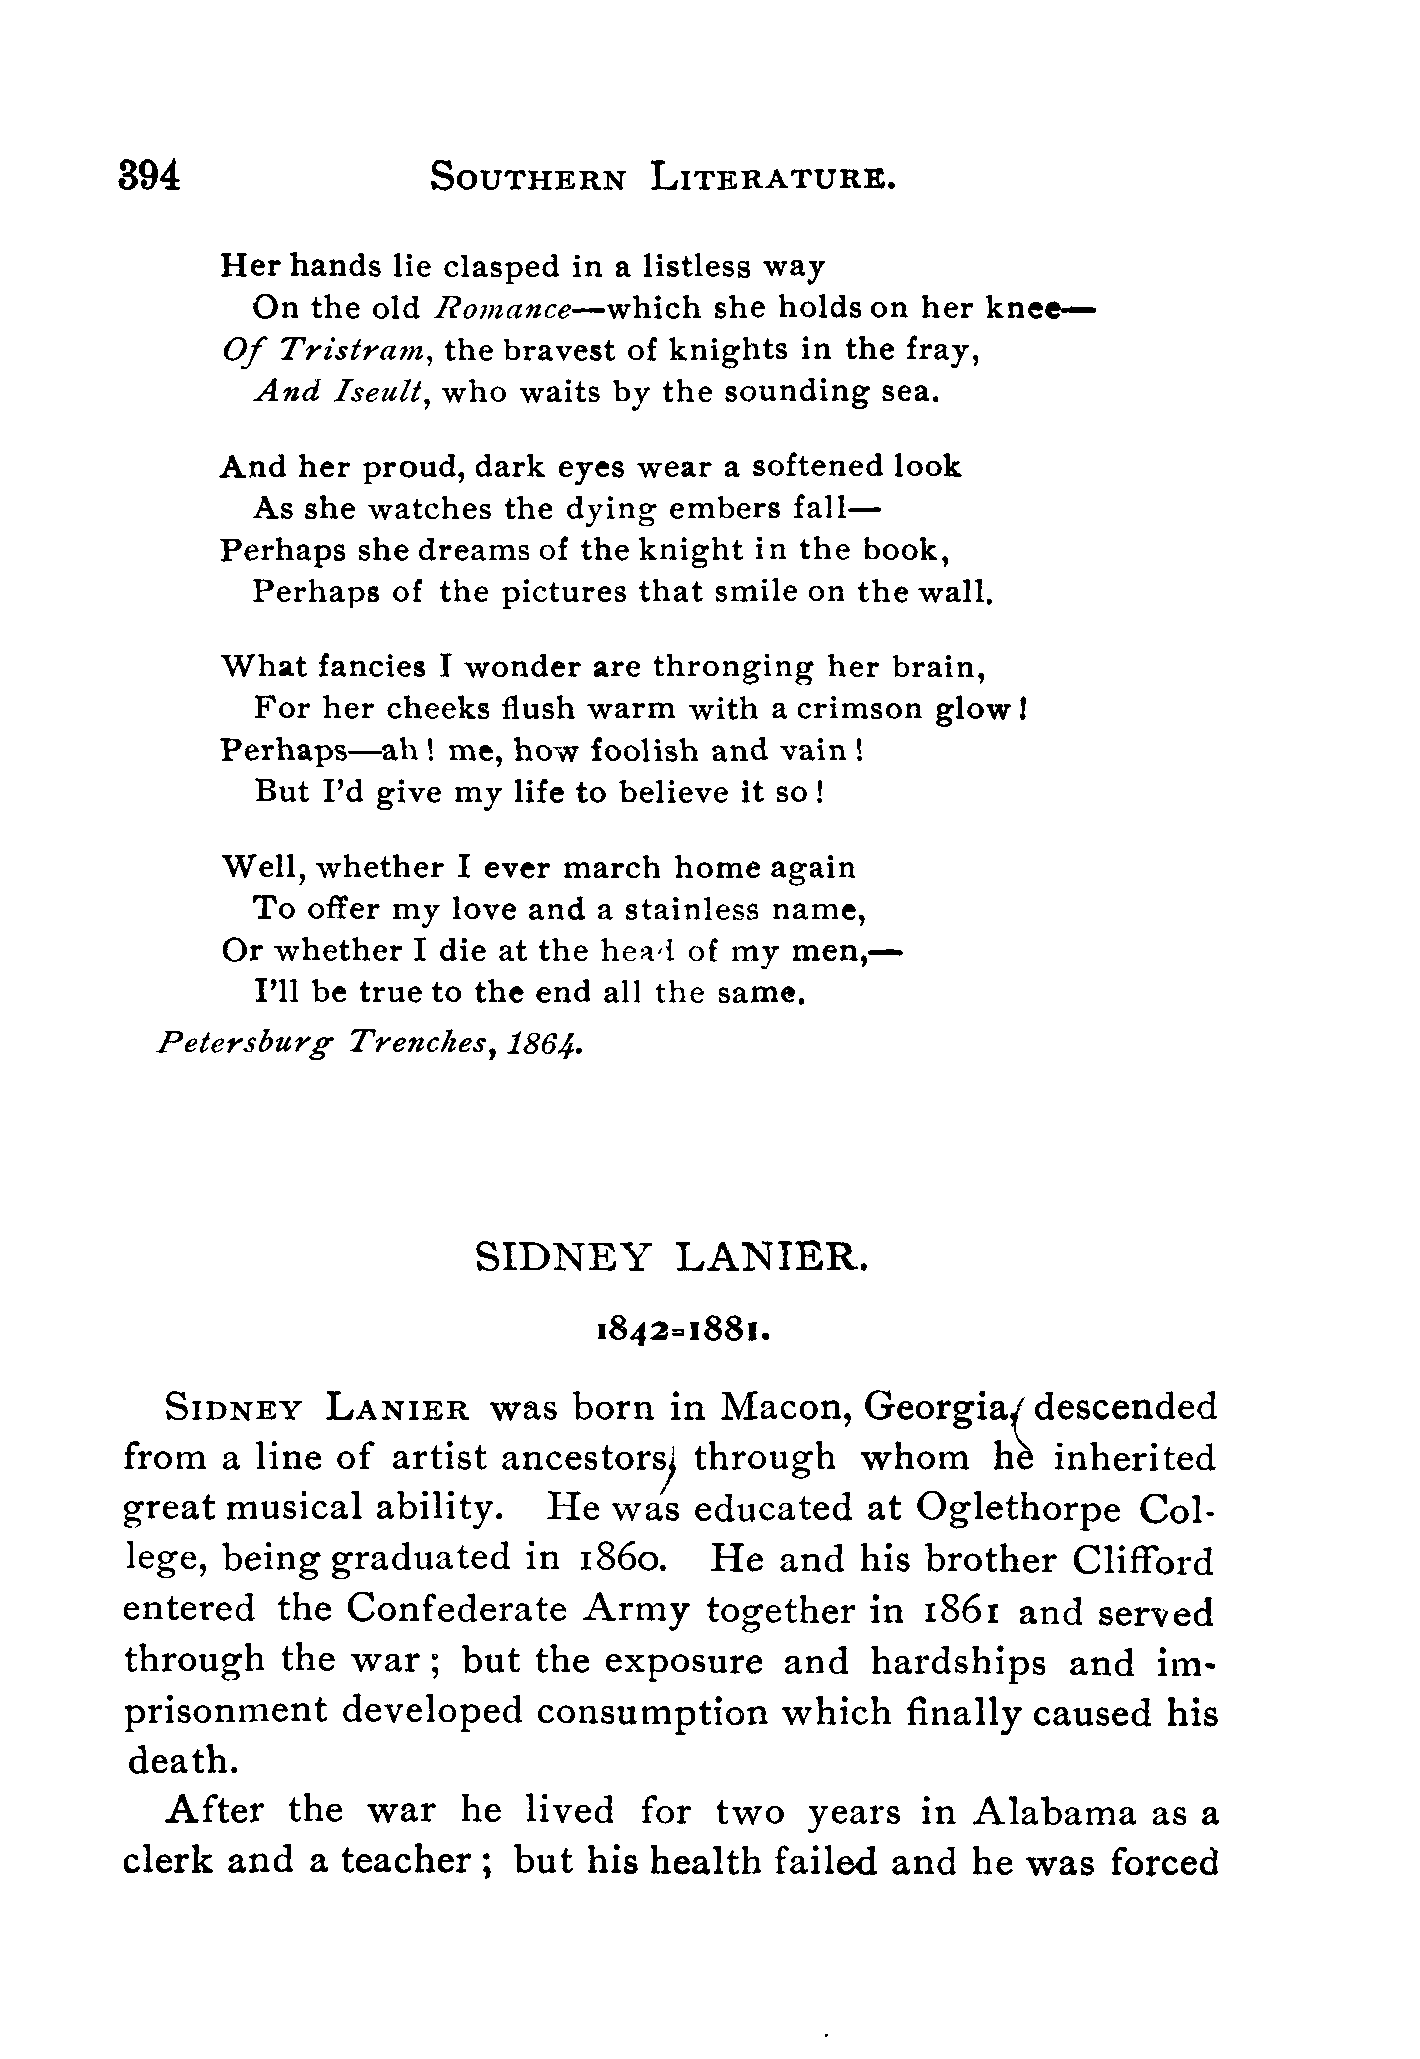 394 SOUTHERN LITERATURE.
Her hands lie clasped in a listless way
On the old Romance—which she holds on her knee—
Of Tristram, the bravest of knights in the fray,
And Iseult, who waits by the sounding sea.
And her proud, dark eyes wear a softened look
As she watches the dying embers fall—
Perhaps she dreams of the knight in the book,
Perhaps of the pictures that smile on the wall.
What fancies I wonder are thronging her brain,
For her cheeks flush warm with a crimson glow!
Perhaps—ah! me, how foolish and vain!
But I'd give my life to believe it so!
Well, whether I ever march home again
To offer my love and a stainless name,
Or whether I die at the head of my men,—
I'll be true to the end all the same.
Petersburg Trenches, 1864.
SIDNEY LANIER.
1842=1881.
SIDNEY LANIER was born in Macon, Georgia, descended
from a line of artist ancestors, through whom he inherited
great musical ability. He was educated at Oglethorpe Col-
lege, being graduated in 1860. He and his brother Clifford
entered the Confederate Army together in 1861 and served
through the war; but the exposure and hardships and im-
prisonment developed consumption which finally caused his
death.
After the war he lived for two years in Alabama as a
clerk and a teacher; but his health failed and he was forced